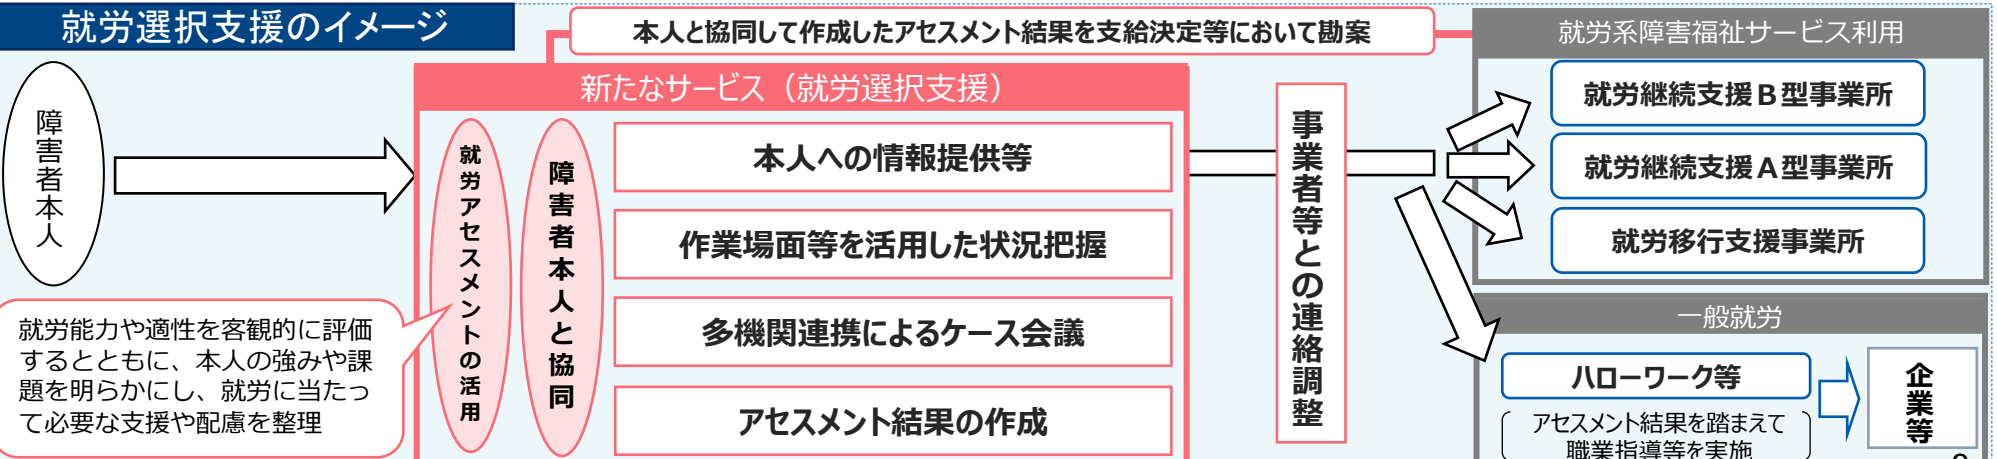 就労選択支援のイメージ
本人と協同して作成したアセスメント結果を支給決定等において勘案
障害者本人
新たなサービス（就労選択支援）
就労アセスメントの活用
障害者本人と協同
本人への情報提供等
作業場面等を活用した状況把握
多機関連携によるケース会議
アセスメント結果の作成
就労能力や適性を客観的に評価
するとともに、本人の強みや課
題を明らかにし、就労に当たっ
て必要な支援や配慮を整理
事業者等との連絡調整
就労系障害福祉サービス利用
就労継続支援Ｂ型事業所
就労継続支援Ａ型事業所
就労移行支援事業所
一般就労
ハローワーク等
アセスメント結果を踏まえて
職業指導等を実施
企業等